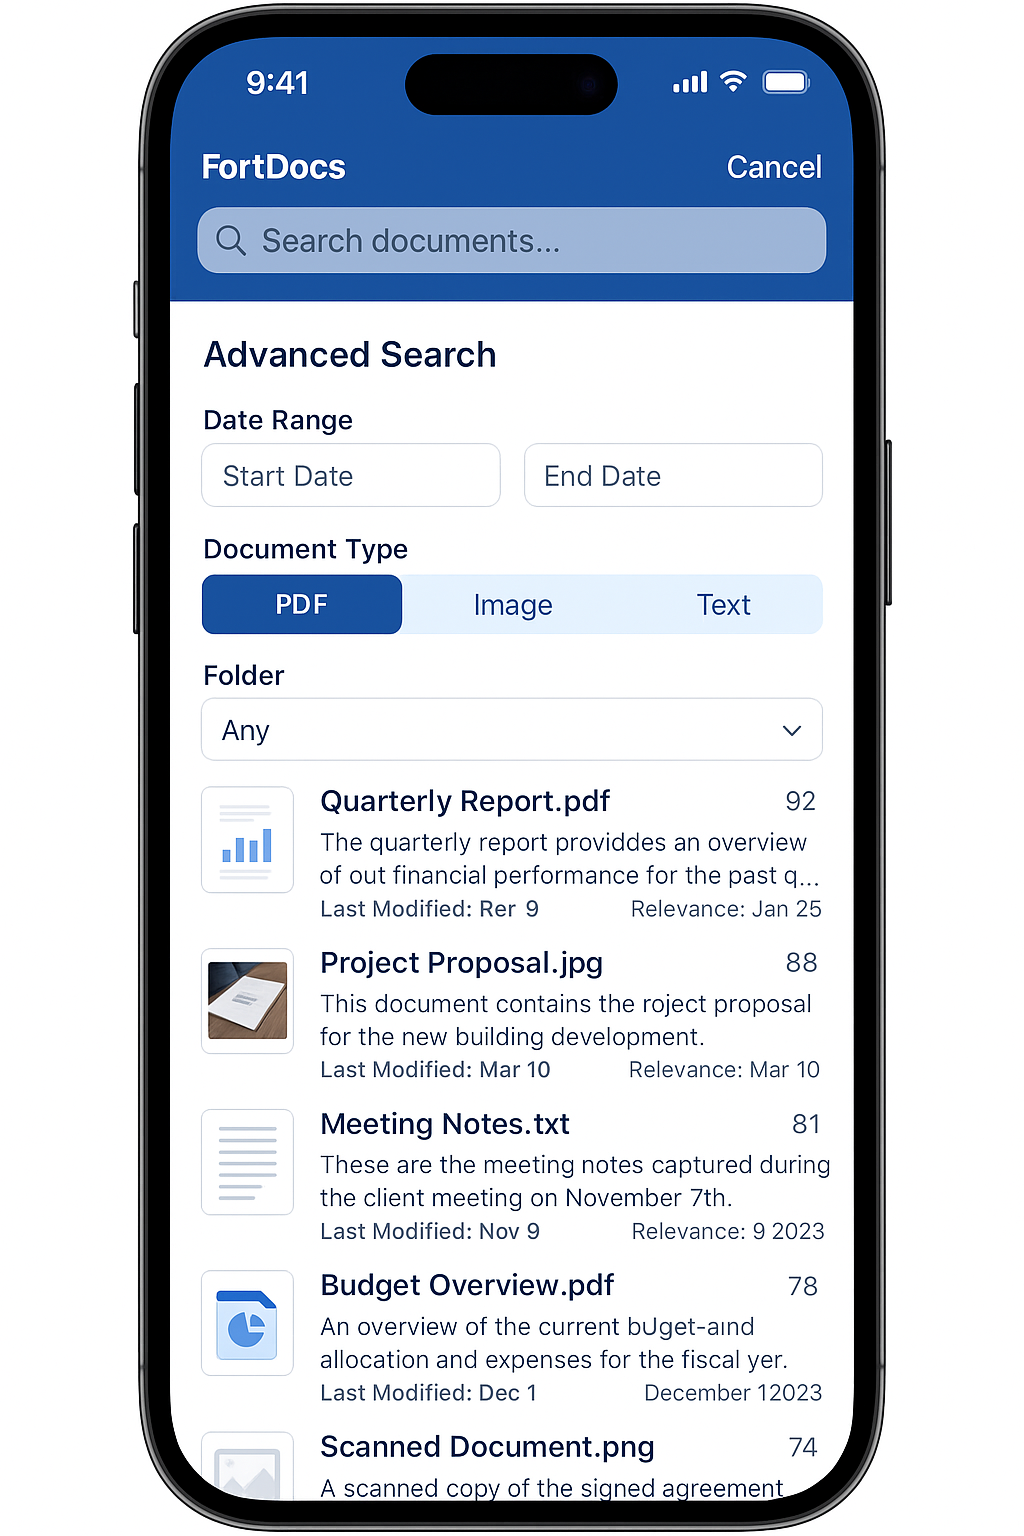 9:41
FortDocs
Cancel
Search documents...
Advanced Search
Date Range
Start Date
End Date
Document Type
PDF
Image
Text
Folder
Any
Quarterly Report.pdf
92
The quarterly report providdes an overview
of out financial performance for the past q...
Last Modified: Rer 9
Relevance: Jan 25
Project Proposal.jpg
88
This document contains the roject proposal
for the new building development.
Last Modified: Mar 10
Relevance: Mar 10
Meeting Notes.txt
81
These are the meeting notes captured during
the client meeting on November 7th.
Last Modified: Nov 9
Relevance: 9 2023
Budget Overview.pdf
78
An overview of the current bUget-aınd
allocation and expenses for the fiscal yer.
Last Modified: Dec 1
December 12023
Scanned Document.png
74
A scanned copy of the signed agreement